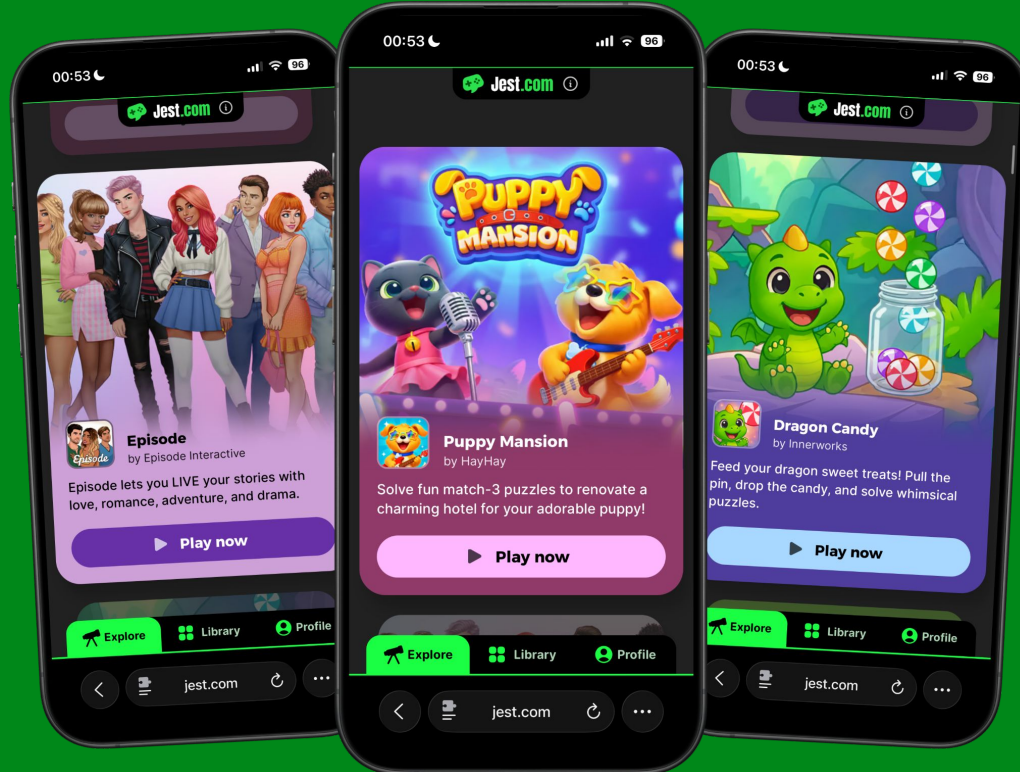 00:53
96
Jest.com
Episode
Episode
by Episode Interactive
Episode lets you LIVE your stories with
love, romance, adventure, and drama.
Play now
Explore
Library
Profile
jest.com
00:53
96
Jest.com
PUPPY
MANSION
Puppy Mansion
by HayHay
Solve fun match-3 puzzles to renovate a
charming hotel for your adorable puppy!
Play now
Explore
Library
Profile
jest.com
00:53
96
Jest.com
Dragon Candy
by Innerworks
Feed your dragon sweet treats! Pull the
pin, drop the candy, and solve whimsical
puzzles.
Play now
Explore
Library
Profile
jest.com